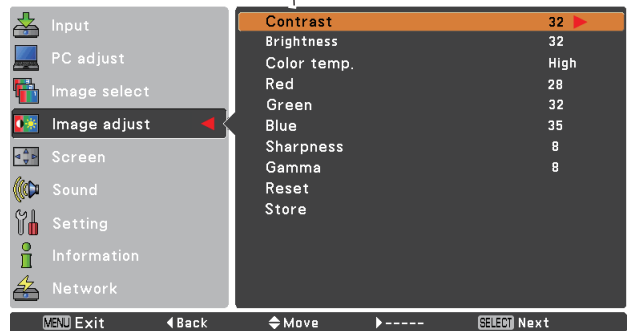 Input
PC adjust
Image select
Image adjust
Screen
Sound
Setting
Information
Network
Contrast 32
Brightness 32
Color temp. High
Red 28
Green 32
Blue 35
Sharpness 8
Gamma 8
Reset
Store
MENU Exit Back Move ----- SELECT Next